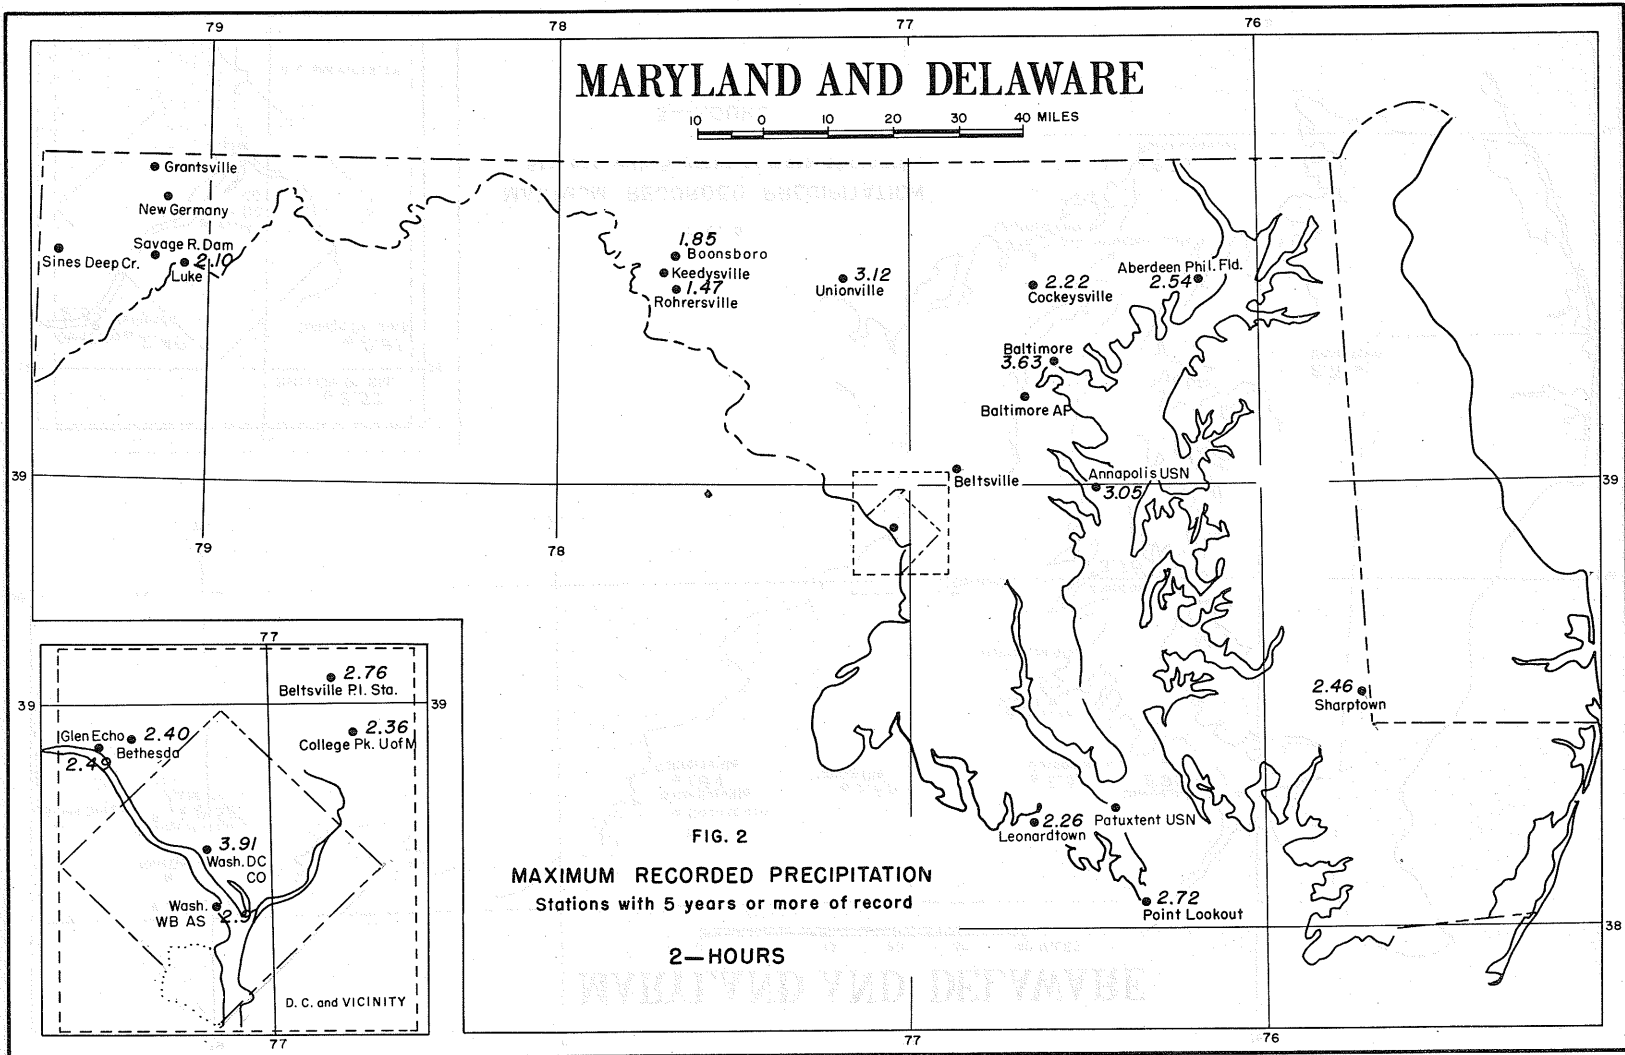 79 78 77 76
MARYLAND AND DELAWARE
10 0 10 20 30 40 MILES
Grantsville
New Germany
Savage R. Dam
Sines Deep Cr.
2.10
Luke
1.85
Boonsboro
Keedysville
1.47
Rohrersville
3.12
Unionville
2.22
Cockeysville
Aberdeen Phil. Fld.
2.54
Baltimore
3.63
Baltimore AP
39 39
Beltsville
Annapolis USN
3.05
79 78
2.46
Sharptown
Patuxtent USN
2.26
Leonardtown
2.72
Point Lookout
38
77 76
FIG. 2
MAXIMUM RECORDED PRECIPITATION
Stations with 5 years or more of record
2—HOURS
77
2.76
Beltsville P.I. Sta.
39 39
Glen Echo
2.40
Bethesda
2.49
2.36
College Pk. U of M
3.91
Wash. DC
CO
Wash.
WB AS
D.C. and VICINITY
77